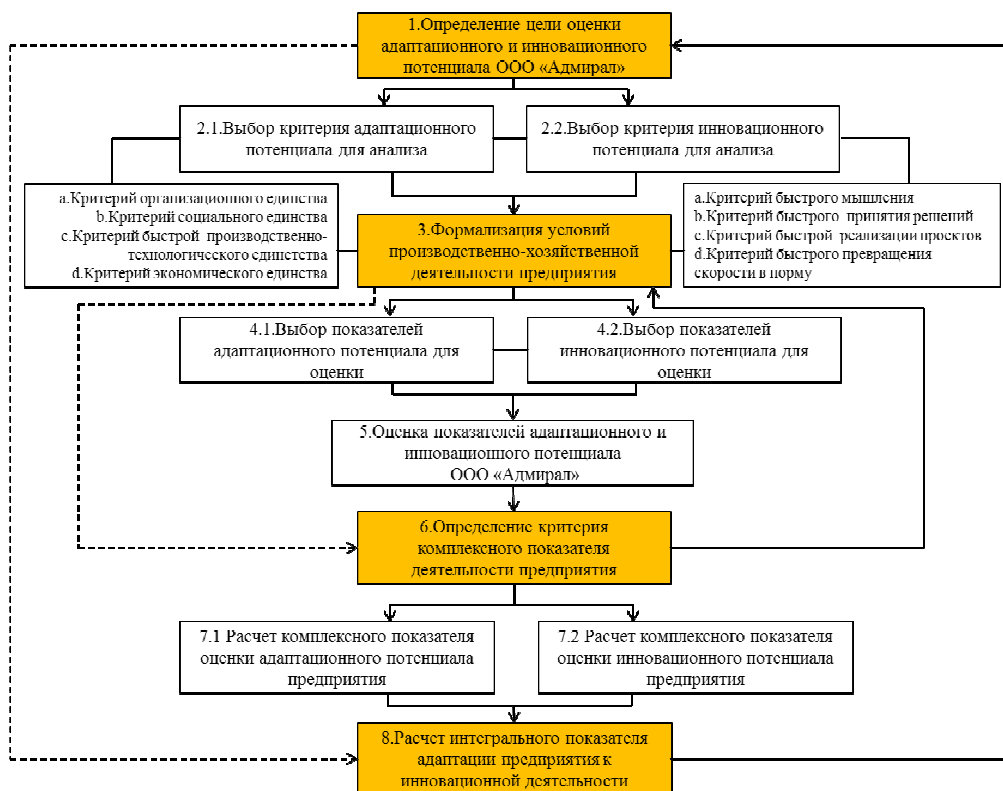 1.Определение цели оценки
адаптационного и инновационного
потенциала ООО «Адмирал»
2.1.Выбор критерия адаптационного
потенциала для анализа
2.2.Выбор критерия инновационного
потенциала для анализа
a.Критерий организационного единства
b.Критерий социального единства
c.Критерий быстрой производственно-
технологического единстетства
d.Критерий экономического единства
3.Формализация условий
производственно-хозяйственной
деятельности предприятия
a.Критерий быстрого мышления
b.Критерий быстрого принятия решений
c.Критерий быстрой реализации проектов
d.Критерий быстрого превращения
скорости в норму
4.1.Выбор показателей
адаптационного потенциала для
оценки
4.2.Выбор показателей
инновационного потенциала для
оценки
5.Оценка показателей адаптационного и
инновационного потенциала
ООО «Адмирал»
6.Определение критерия
комплексного показателя
деятельности предприятия
7.1 Расчет комплексного показателя
оценки адаптационного потенциала
предприятия
7.2 Расчет комплексного показателя
оценки инновационного потенциала
предприятия
8.Расчет интегрального показателя
адаптации предприятия к
инновационной деятельности